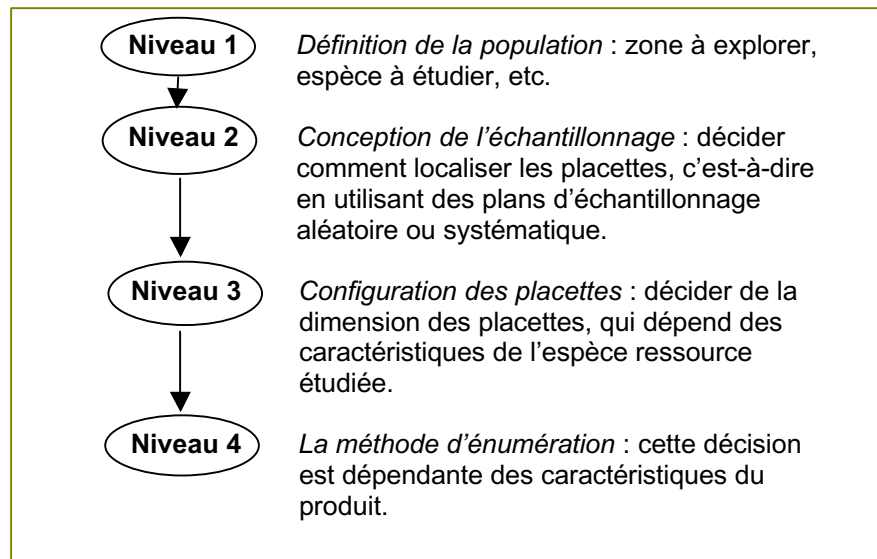 Niveau 1
Définition de la population : zone à explorer,
espèce à étudier, etc.
Niveau 2
Conception de l’échantillonnage : décider
comment localiser les placettes, c’est-à-dire
en utilisant des plans d’échantillonnage
aléatoire ou systématique.
Niveau 3
Configuration des placettes : décider de la
dimension des placettes, qui dépend des
caractéristiques de l’espèce ressource
étudiée.
Niveau 4
La méthode d’énumération : cette décision
est dépendante des caractéristiques du
produit.